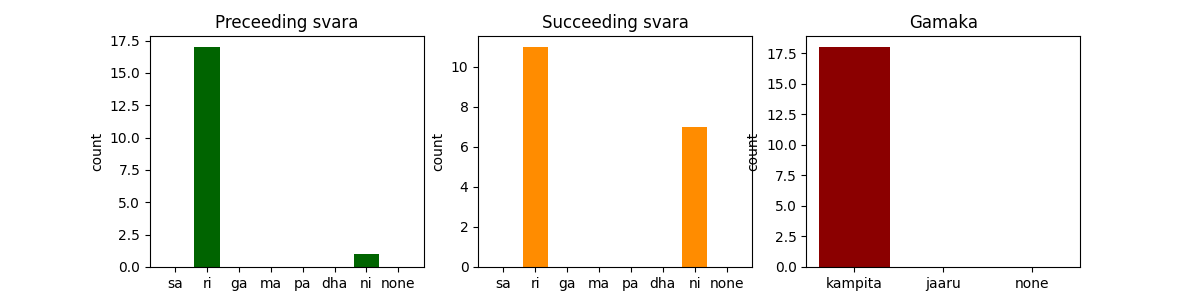 Preceeding svara
count
17.5
15.0
12.5
10.0
7.5
5.0
2.5
0.0
sa ri ga ma pa dha ni none
Succeeding svara
count
10
8
6
4
2
0
sa ri ga ma pa dha ni none
Gamaka
count
17.5
15.0
12.5
10.0
7.5
5.0
2.5
0.0
kampita jaaru none